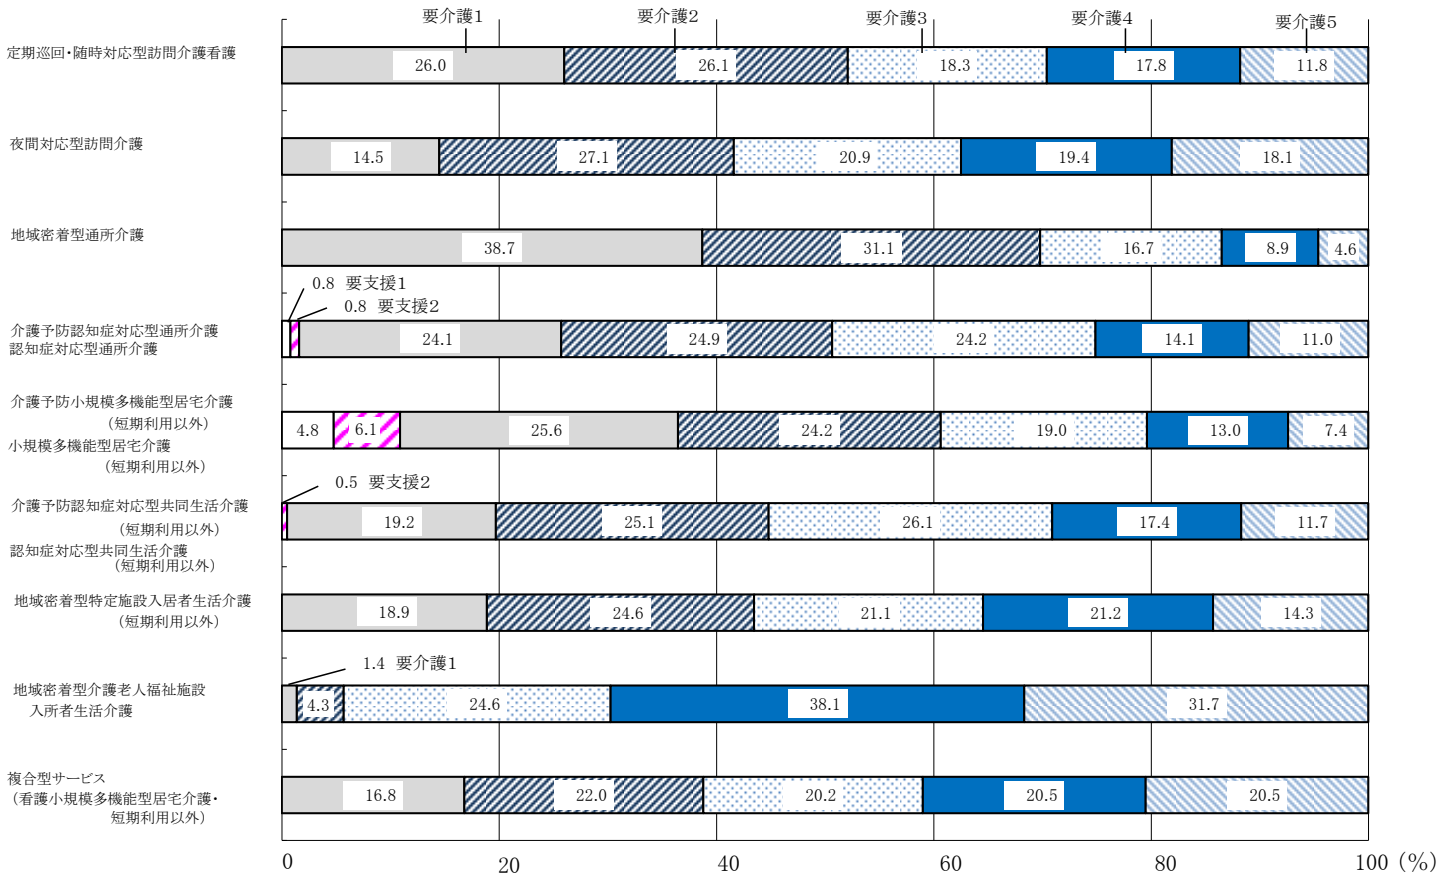 要介護1 要介護2 要介護3 要介護4 要介護5
定期巡回・随時対応型訪問介護看護
26.0 26.1 18.3 17.8 11.8
夜間対応型訪問介護
14.5 27.1 20.9 19.4 18.1
地域密着型通所介護
38.7 31.1 16.7 8.9 4.6
0.8 要支援1
0.8 要支援2
介護予防認知症対応型通所介護
認知症対応型通所介護
24.1 24.9 24.2 14.1 11.0
介護予防小規模多機能型居宅介護
（短期利用以外）
小規模多機能型居宅介護
（短期利用以外）
4.8 6.1 25.6 24.2 19.0 13.0 7.4
0.5 要支援2
介護予防認知症対応型共同生活介護
（短期利用以外）
認知症対応型共同生活介護
（短期利用以外）
19.2 25.1 26.1 17.4 11.7
地域密着型特定施設入居者生活介護
（短期利用以外）
18.9 24.6 21.1 21.2 14.3
1.4 要介護1
地域密着型介護老人福祉施設
入所者生活介護
4.3 24.6 38.1 31.7
複合型サービス
（看護小規模多機能型居宅介護・
短期利用以外）
16.8 22.0 20.2 20.5 20.5
0 20 40 60 80 100 （%）